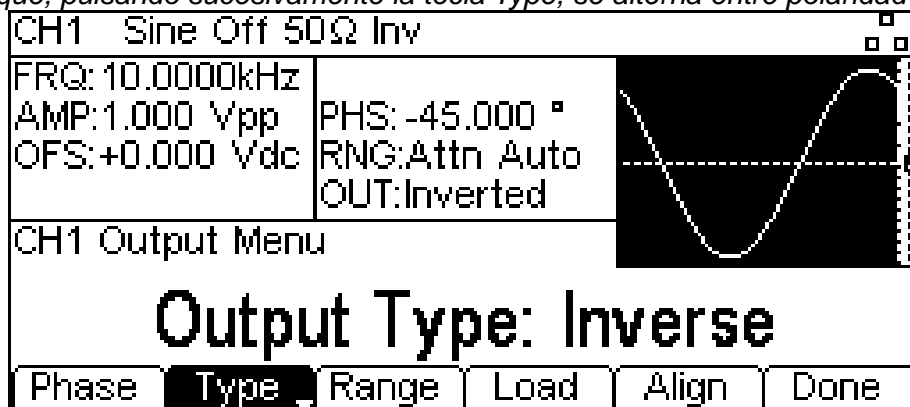 que, pulsando sucesivamente la tecla Type, se alterna entre polaridad
CH1 Sine Off 50Ω Inv
FRQ:10.0000kHz
AMP:1.000 Vpp
OFS:+0.000 Vdc
PHS:-45.000 °
RNG:Attn Auto
OUT:Inverted
CH1 Output Menu
Output Type: Inverse
Phase Type Range Load Align Done